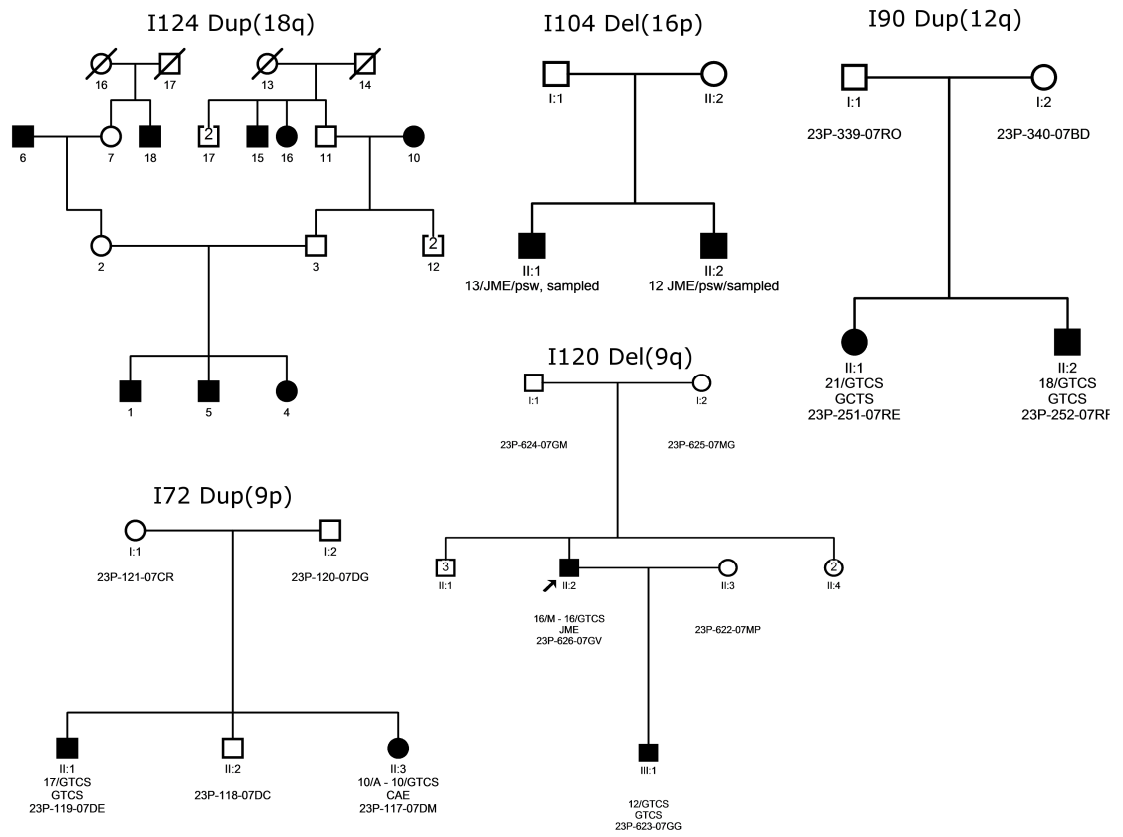 I124 Dup(18q)
16
17
13
14
6
7
18
2
17
15
16
11
10
2
3
2
12
1
5
4
I104 Del(16p)
I:1
II:2
II:1
13/JME/psw, sampled
II:2
12 JME/psw/sampled
I90 Dup(12q)
I:1
23P-339-07RO
I:2
23P-340-07BD
II:1
21/GTCS
GCTS
23P-251-07RE
II:2
18/GTCS
GTCS
23P-252-07RF
I120 Del(9q)
I:1
23P-624-07GM
I:2
23P-625-07MG
3
II:1
II:2
16/M - 16/GTCS
JME
23P-626-07GV
II:3
23P-622-07MP
2
II:4
III:1
12/GTCS
GTCS
23P-623-07GG
I72 Dup(9p)
I:1
23P-121-07CR
I:2
23P-120-07DG
II:1
17/GTCS
GTCS
23P-119-07DE
II:2
23P-118-07DC
II:3
10/A - 10/GTCS
CAE
23P-117-07DM